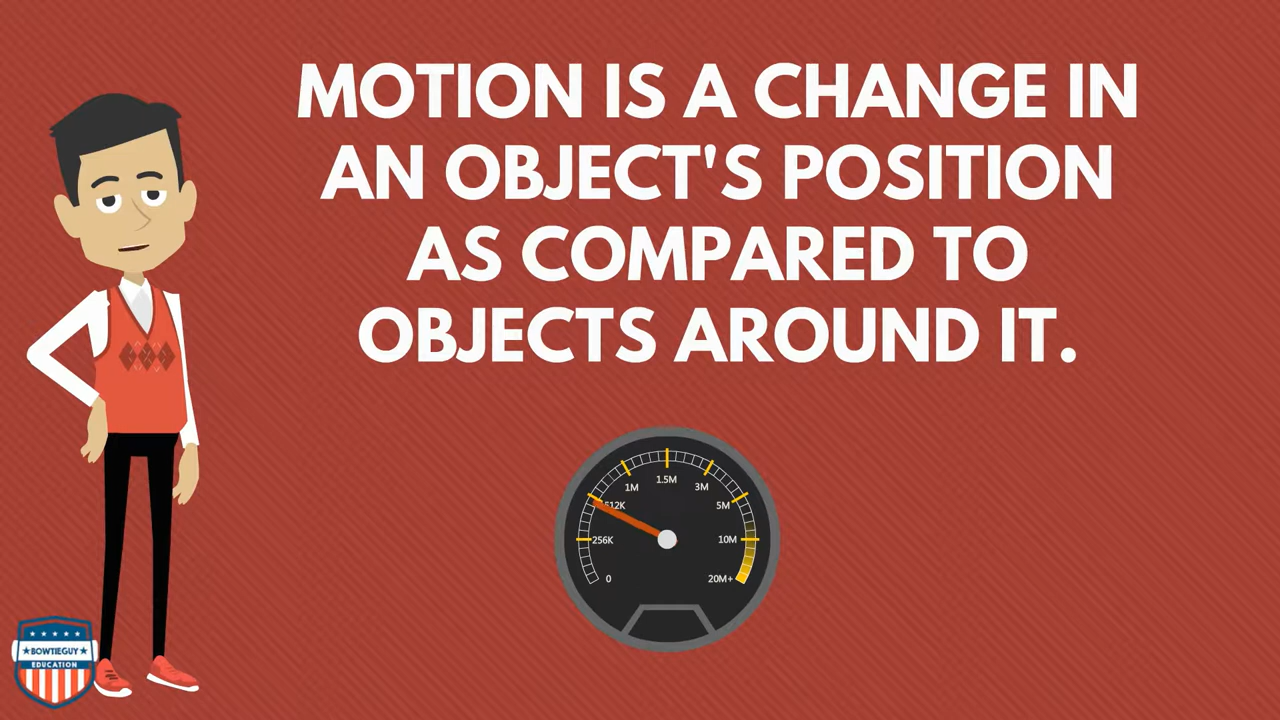 MOTION IS A CHANGE IN
AN OBJECT'S POSITION
AS COMPARED TO
OBJECTS AROUND IT.
1M
1.5M
3M
512K
5M
256K
10M
0
20M+
BOWTIEGUY
EDUCATION